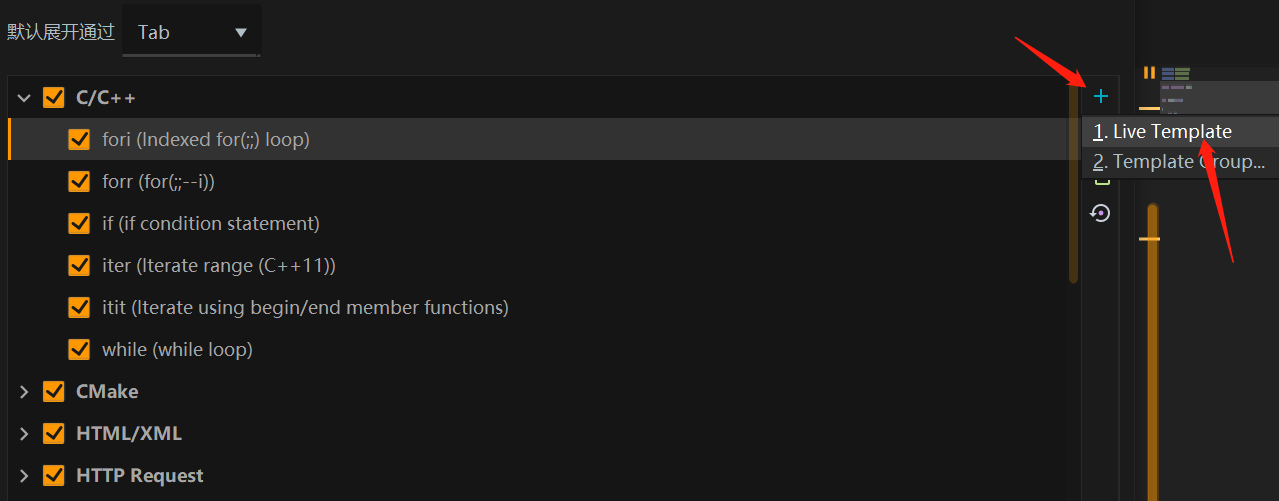 默认展开通过 Tab
C/C++
fori (Indexed for(;;) loop)
1. Live Template
forr (for(;;--i))
2. Template Group...
if (if condition statement)
iter (Iterate range (C++11))
itit (Iterate using begin/end member functions)
while (while loop)
CMake
HTML/XML
HTTP Request